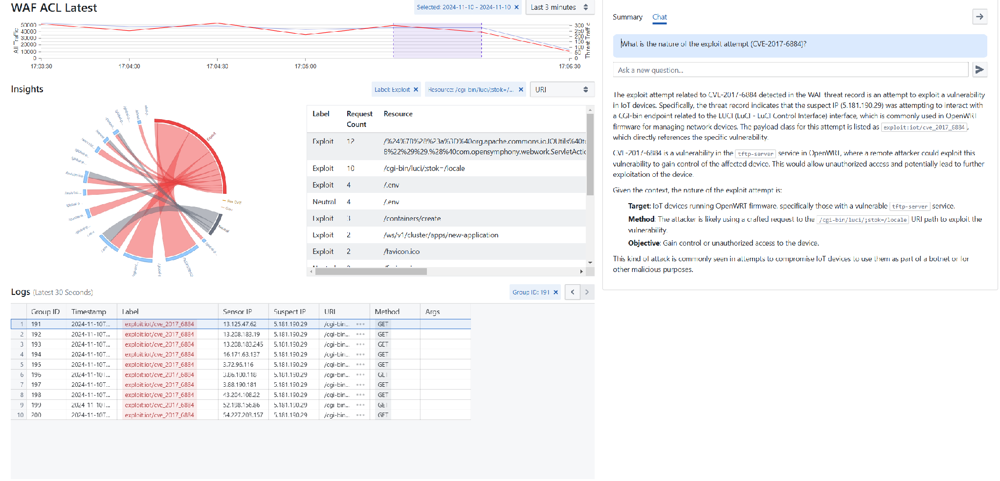 WAF ACL Latest
Selected: 2024-11-10 - 2024-11-10 ×
Last 3 minutes
All Traffic
50000
40000
30000
20000
10000
0
300
250
200
150
100
50
0
Threat Traffic
17:03:30
17:04:00
17:04:30
17:05:00
17:06:30
Insights
Label: Exploit ×
Resource: /cgi-bin/luci/;stok=/... ×
URI
Exploit
Sus CVE
Neutral
/favicon.ico
/.env
Label
Request Count
Resource
Exploit 12 /%24%7B%28%23a%3D%40org.apache.commons.io.IOUtils%40to
8%22%29%29.%28%40com.opensymphony.webwork.ServletActic
Exploit 10 /cgi-bin/luci/;stok=/locale
Exploit 4 /.env
Neutral 4 /.env
Exploit 3 /containers/create
Exploit 2 /ws/v1/cluster/apps/new-application
Exploit 2 /favicon.ico
Logs (Latest 30 Seconds)
Group ID: 191 ×
Group ID Timestamp Label Sensor IP Suspect IP URI Method Args
1 191 2024-11-10T... exploit:iot/cve_2017_6884 13.125.47.62 5.181.190.29 /cgi-bin... ••• GET
2 192 2024-11-10T... exploit:iot/cve_2017_6884 13.208.183.19 5.181.190.29 /cgi-bin... ••• GET
3 193 2024-11-10T... exploit:iot/cve_2017_6884 13.208.183.245 5.181.190.29 /cgi-bin... ••• GET
4 194 2024-11-10T... exploit:iot/cve_2017_6884 16.171.63.137 5.181.190.29 /cgi-bin... ••• GET
5 195 2024-11-10T... exploit:iot/cve_2017_6884 3.72.96.116 5.181.190.29 /cgi-bin... ••• GET
6 196 2024-11-10T... exploit:iot/cve_2017_6884 3.86.100.118 5.181.190.29 /cgi-bin... ••• GET
7 197 2024-11-10T... exploit:iot/cve_2017_6884 3.88.190.181 5.181.190.29 /cgi-bin... ••• GET
8 198 2024-11-10T... exploit:iot/cve_2017_6884 43.204.108.22 5.181.190.29 /cgi-bin... ••• GET
9 199 2024-11-10T... exploit:iot/cve_2017_6884 52.198.156.86 5.181.190.29 /cgi-bin... ••• GET
10 200 2024-11-10T... exploit:iot/cve_2017_6884 54.227.203.157 5.181.190.29 /cgi-bin... ••• GET
Summary Chat
What is the nature of the exploit attempt (CVE-2017-6884)?
Ask a new question...
The exploit attempt related to CVE-2017-6884 detected in the WAF threat record is an attempt to exploit a vulnerability
in IoT devices. Specifically, the threat record indicates that the suspect IP (5.181.190.29) was attempting to interact with
a CGI-bin endpoint related to the LUCI (LuCI - LuCI Control Interface) interface, which is commonly used in OpenWRT
firmware for managing network devices. The payload class for this attempt is listed as exploit:iot/cve_2017_6884,
which directly references the specific vulnerability.
CVE-2017-6884 is a vulnerability in the tftp-server service in OpenWRT, where a remote attacker could exploit this
vulnerability to gain control of the affected device. This would allow unauthorized access and potentially lead to further
exploitation of the device.
Given the context, the nature of the exploit attempt is:
Target: IoT devices running OpenWRT firmware, specifically those with a vulnerable tftp-server service.
Method: The attacker is likely using a crafted request to the /cgi-bin/luci/;stok=/locale URI path to exploit the
vulnerability.
Objective: Gain control or unauthorized access to the device.
This kind of attack is commonly seen in attempts to compromise IoT devices to use them as part of a botnet or for
other malicious purposes.